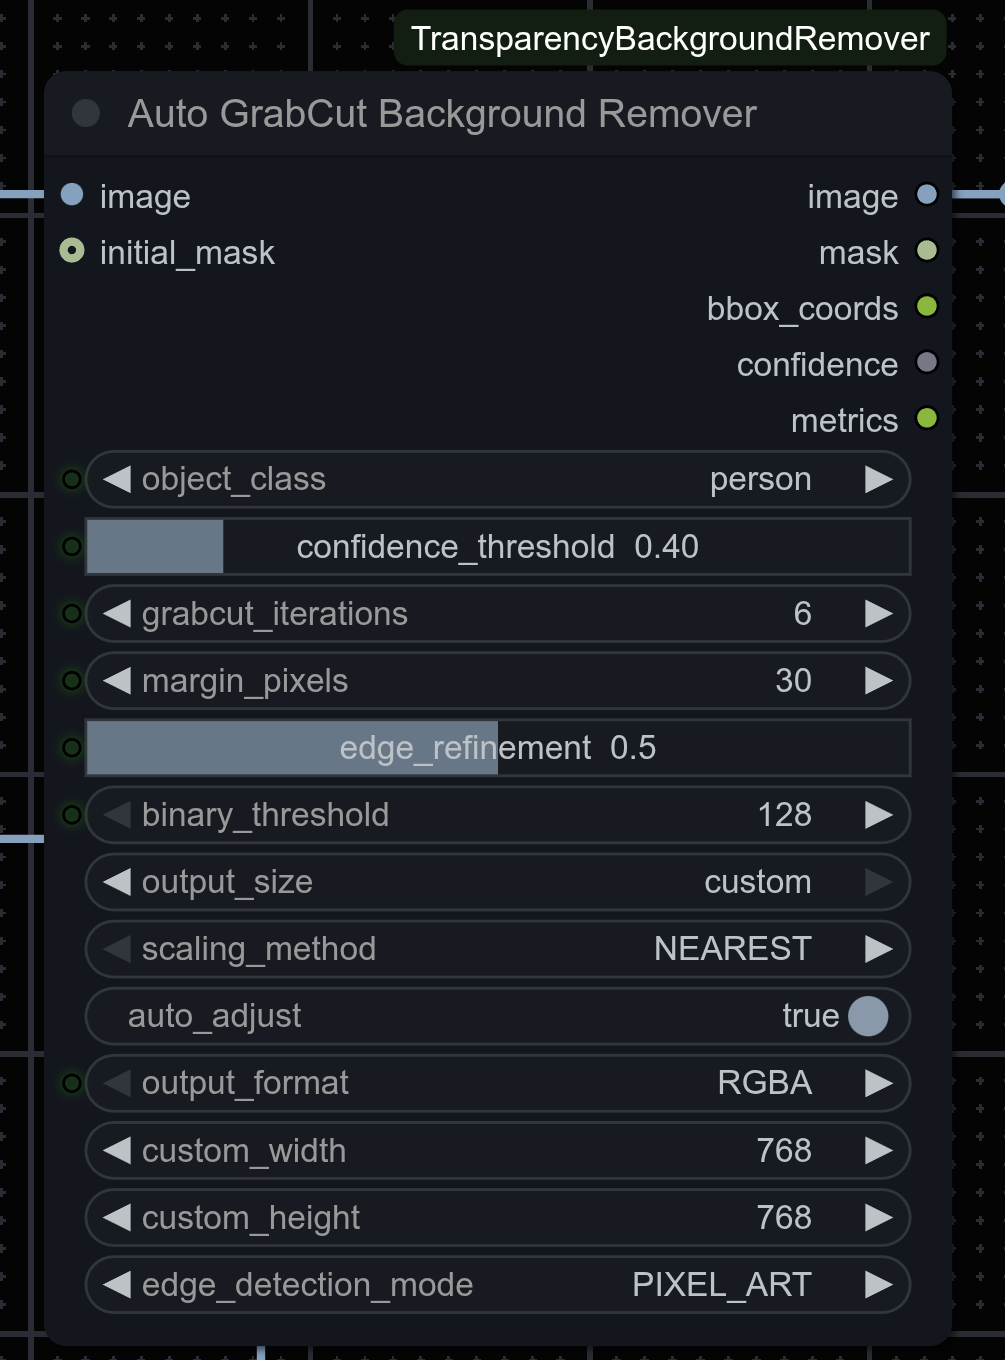 TransparencyBackgroundRemover
Auto GrabCut Background Remover
image image
initial_mask mask
bbox_coords
confidence
metrics
object_class person
confidence_threshold 0.40
grabcut_iterations 6
margin_pixels 30
edge_refinement 0.5
binary_threshold 128
output_size custom
scaling_method NEAREST
auto_adjust true
output_format RGBA
custom_width 768
custom_height 768
edge_detection_mode PIXEL_ART